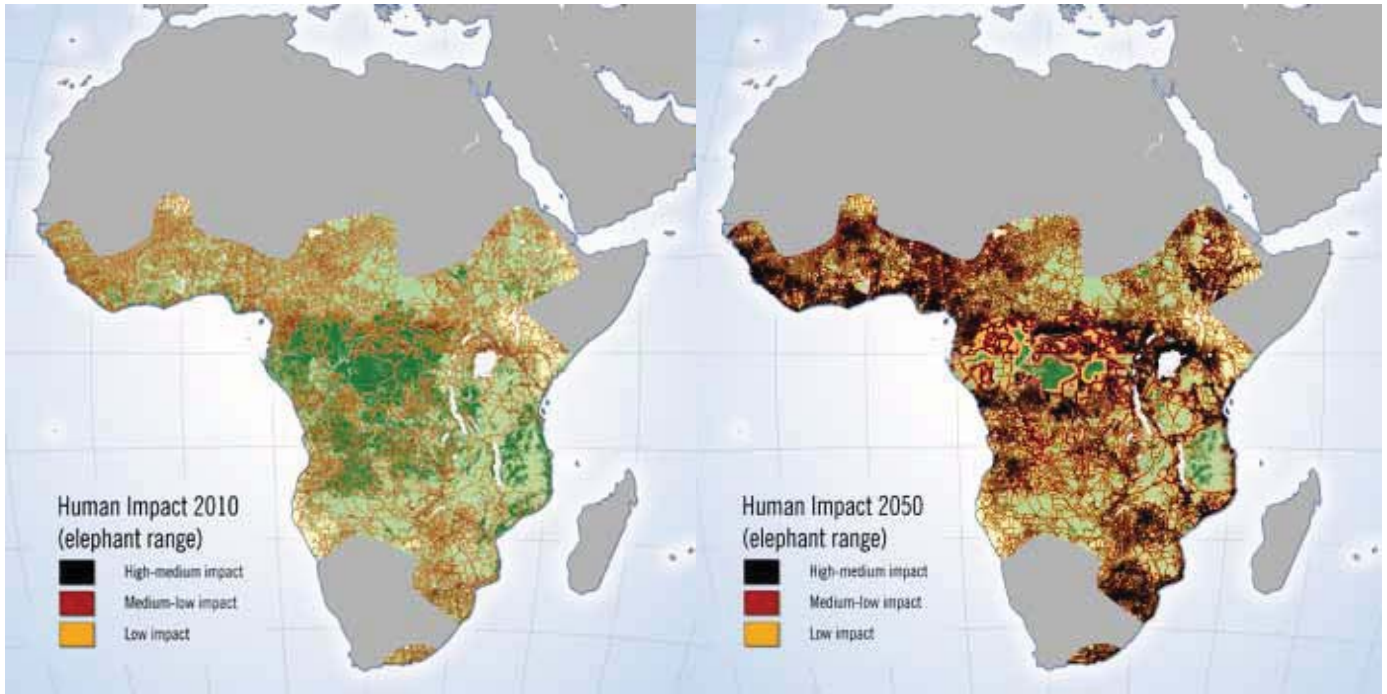 Human Impact 2010
(elephant range)
High-medium impact
Medium-low impact
Low impact
Human Impact 2050
(elephant range)
High-medium impact
Medium-low impact
Low impact